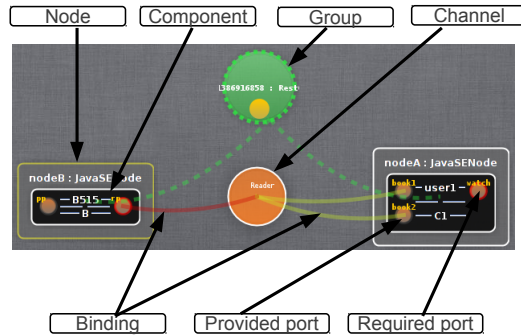 Node
Component
Group
Channel
1386916858 : Rest
nodeB : JavaSENode
PP
B515
B
Reader
nodeA : JavaSENode
book1
user1
watch
book2
C1
Binding
Provided port
Required port